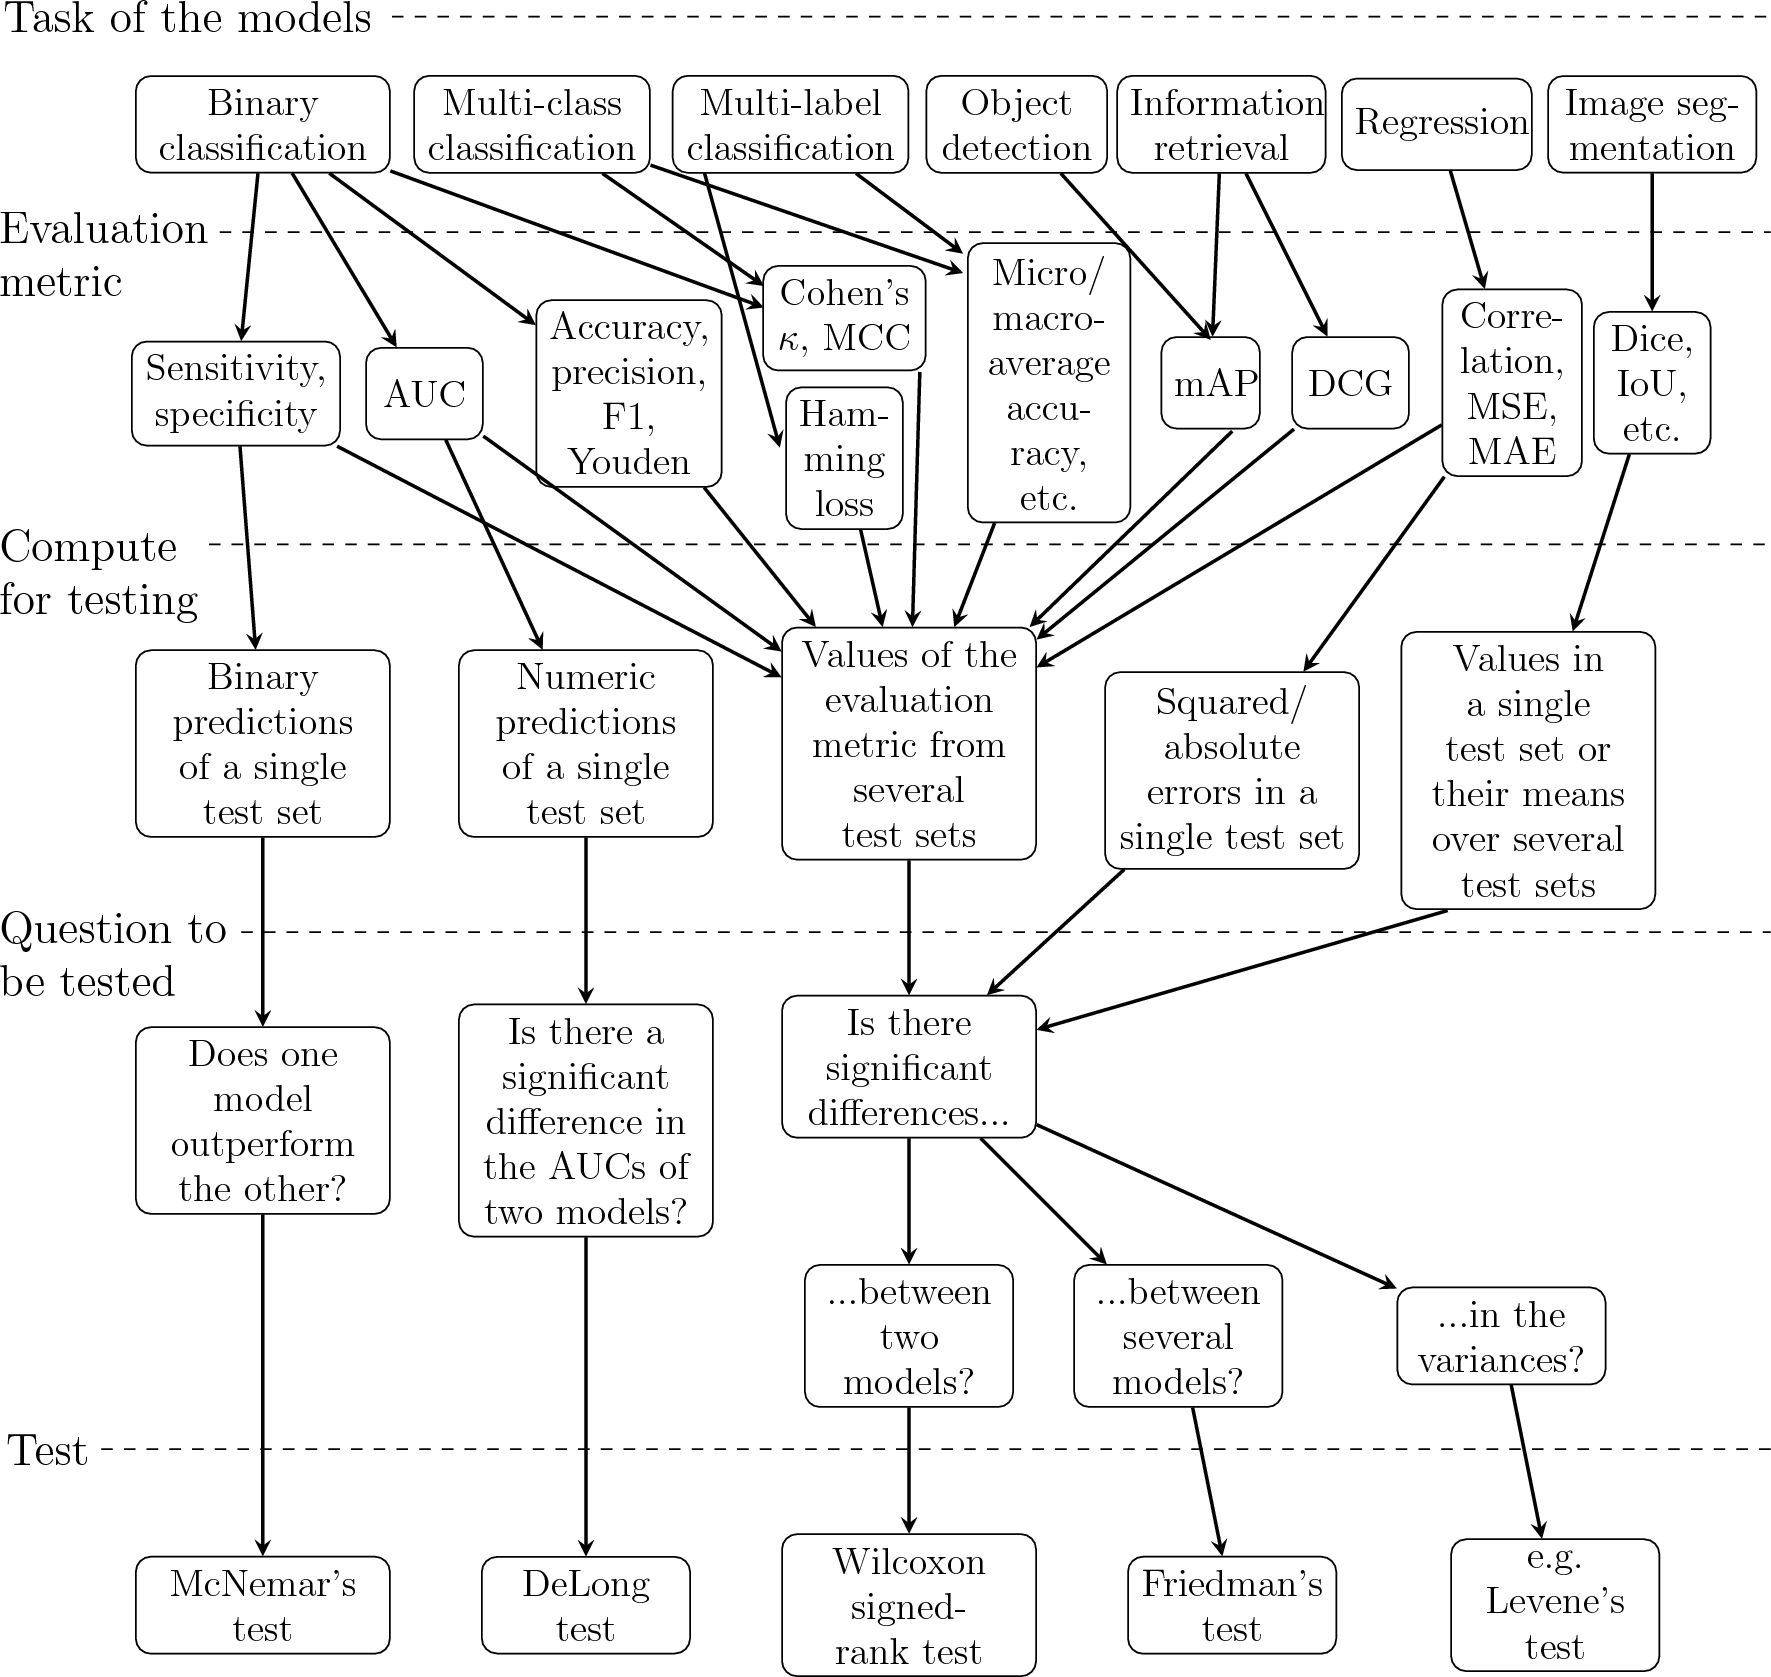 Task of the models
Binary
classification
Multi-class
classification
Multi-label
classification
Object
detection
Information
retrieval
Regression
Image seg-
mentation
Evaluation
metric
Sensitivity,
specificity
AUC
Accuracy,
precision,
F1,
Youden
Cohen's
κ, MCC
Ham-
ming
loss
Micro/
macro-
average
accu-
racy,
etc.
mAP
DCG
Corre-
lation,
MSE,
MAE
Dice,
IoU,
etc.
Compute
for testing
Binary
predictions
of a single
test set
Numeric
predictions
of a single
test set
Values of the
evaluation
metric from
several
test sets
Squared/
absolute
errors in a
single test set
Values in
a single
test set or
their means
over several
test sets
Question to
be tested
Does one
model
outperform
the other?
Is there a
significant
difference in
the AUCs of
two models?
Is there
significant
differences...
...between
two
models?
...between
several
models?
...in the
variances?
Test
McNemar's
test
DeLong
test
Wilcoxon
signed-
rank test
Friedman's
test
e.g.
Levene's
test